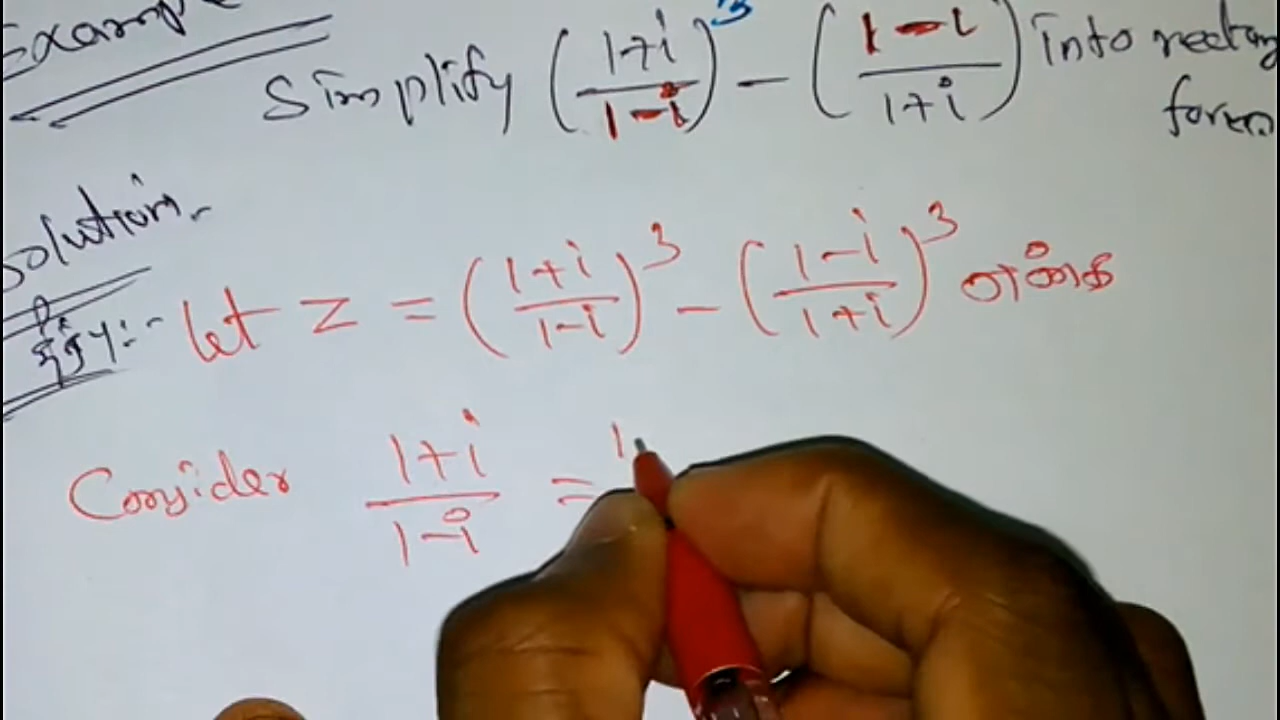 Examp
Simplify (1+i/1-i)^3 - (1-i/1+i) into rectang
form
Solution.
தீர்வு:-
let z = (1+i/1-i)^3 - (1-i/1+i)^3 என்க
Consider 1+i/1-i = 1